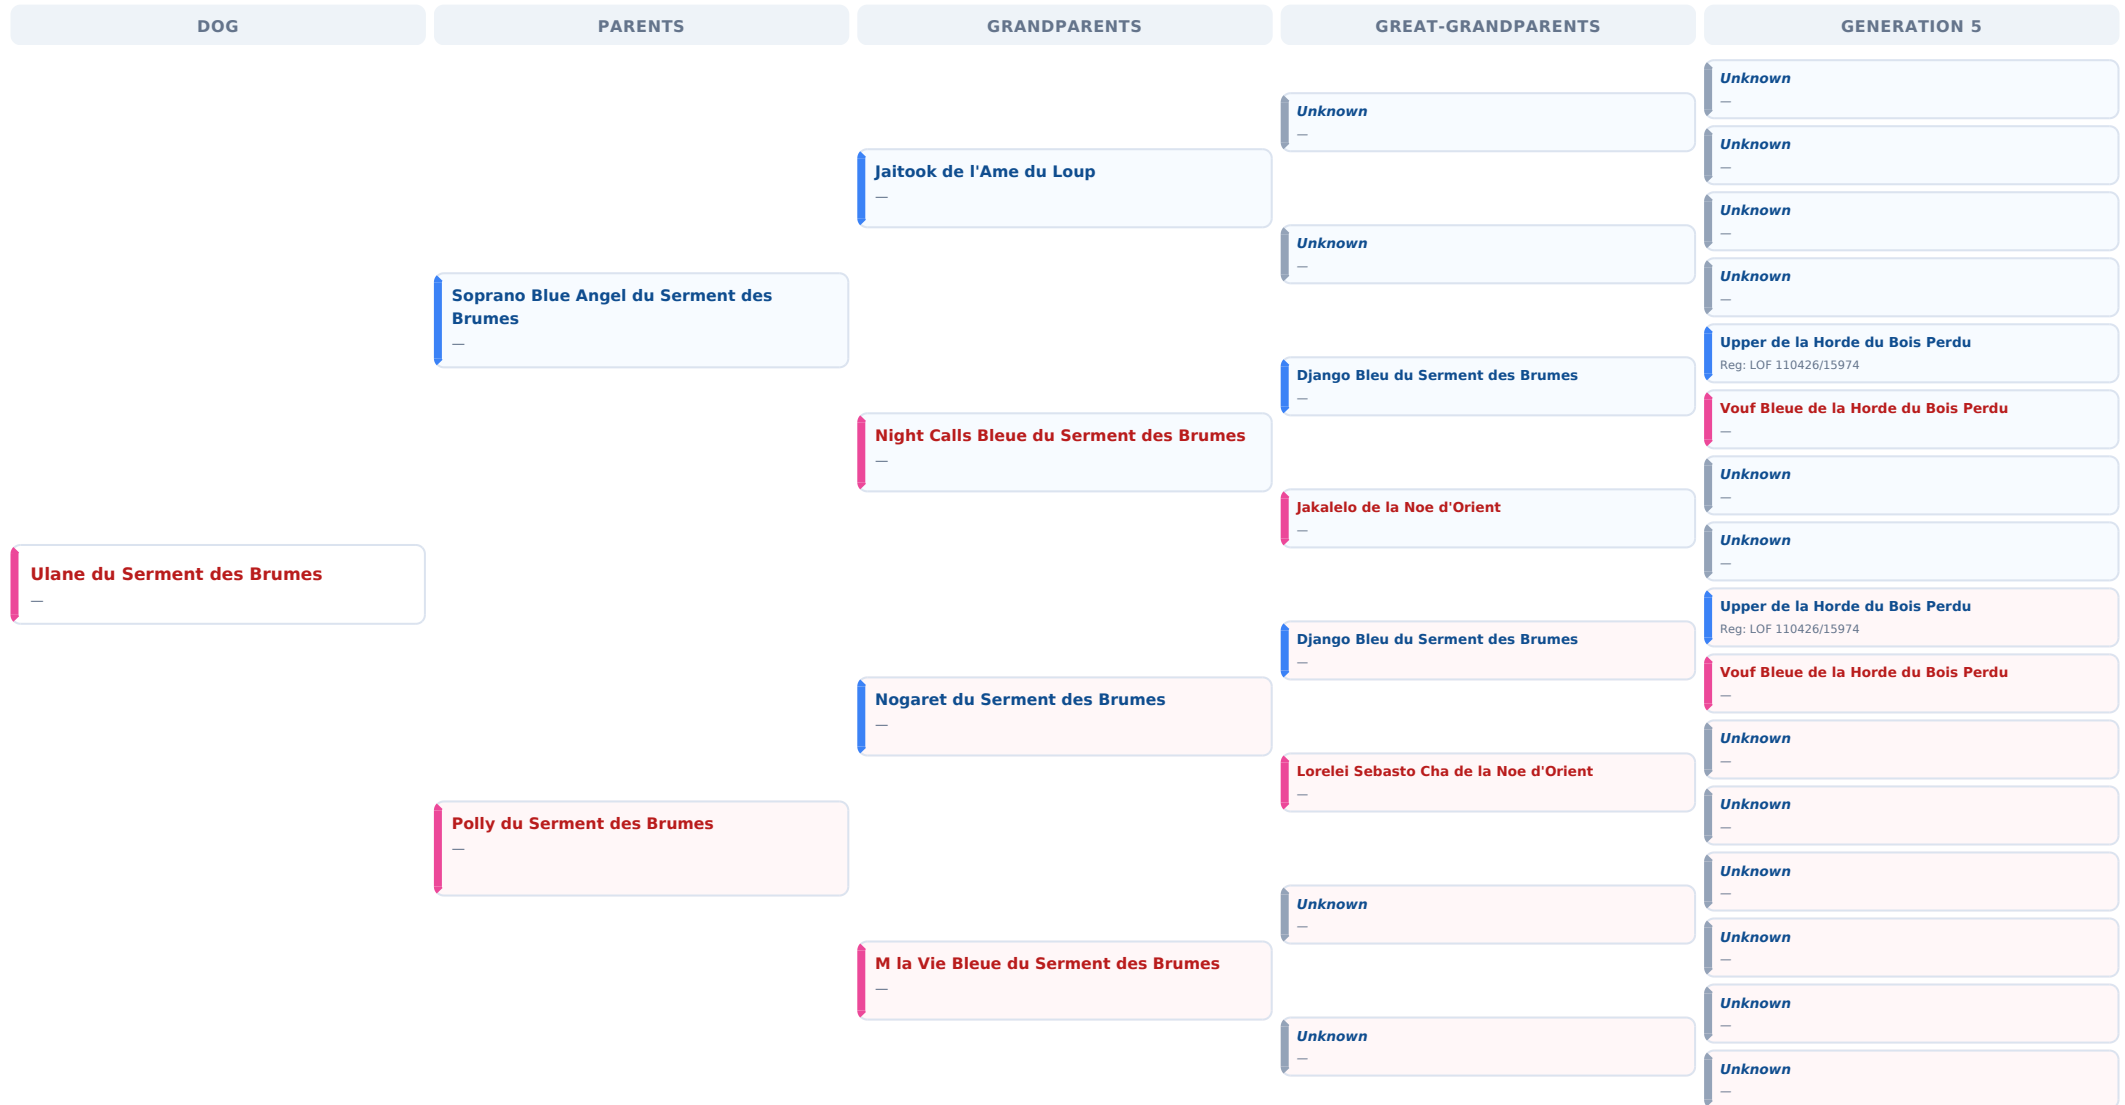 DOG
PARENTS
GRANDPARENTS
GREAT-GRANDPARENTS
GENERATION 5
Ulane du Serment des Brumes
—
Soprano Blue Angel du Serment des
Brumes
—
Polly du Serment des Brumes
—
Jaitook de l'Ame du Loup
—
Night Calls Bleue du Serment des Brumes
—
Nogaret du Serment des Brumes
—
M la Vie Bleue du Serment des Brumes
—
Unknown
—
Unknown
—
Django Bleu du Serment des Brumes
—
Jakalelo de la Noe d'Orient
—
Django Bleu du Serment des Brumes
—
Lorelei Sebasto Cha de la Noe d'Orient
—
Unknown
—
Unknown
—
Unknown
—
Unknown
—
Unknown
—
Unknown
—
Upper de la Horde du Bois Perdu
Reg: LOF 110426/15974
Vouf Bleue de la Horde du Bois Perdu
—
Unknown
—
Unknown
—
Upper de la Horde du Bois Perdu
Reg: LOF 110426/15974
Vouf Bleue de la Horde du Bois Perdu
—
Unknown
—
Unknown
—
Unknown
—
Unknown
—
Unknown
—
Unknown
—